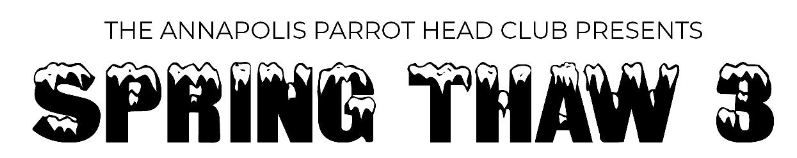 THE ANNAPOLIS PARROT HEAD CLUB PRESENTS
SPRING THAW 3